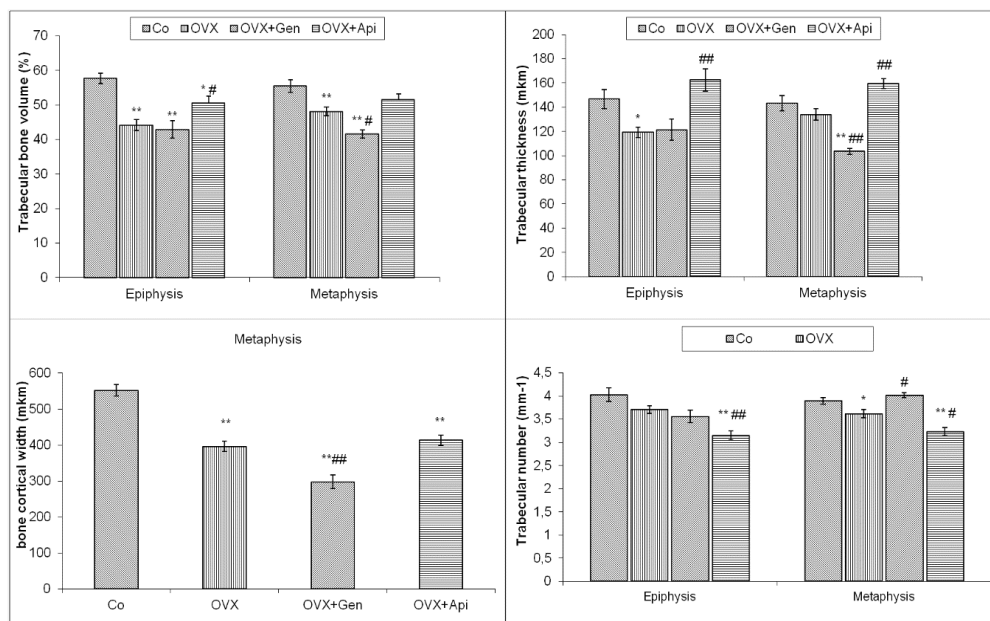 Co OVX OVX+Gen OVX+Api
Trabecular bone volume (%)
70
60
50
40
30
20
10
0
** ** * # ** ** #
Epiphysis Metaphysis
Co OVX OVX+Gen OVX+Api
Trabecular thickness (mkm)
200
180
160
140
120
100
80
60
40
20
0
* ## ** ## ##
Epiphysis Metaphysis
Metaphysis
bone cortical width (mkm)
600
500
400
300
200
100
0
** **## **
Co OVX OVX+Gen OVX+Api
Co OVX
Trabecular number (mm-1)
4,5
4
3,5
3
2,5
2
1,5
1
0,5
0
** ## * # ** #
Epiphysis Metaphysis